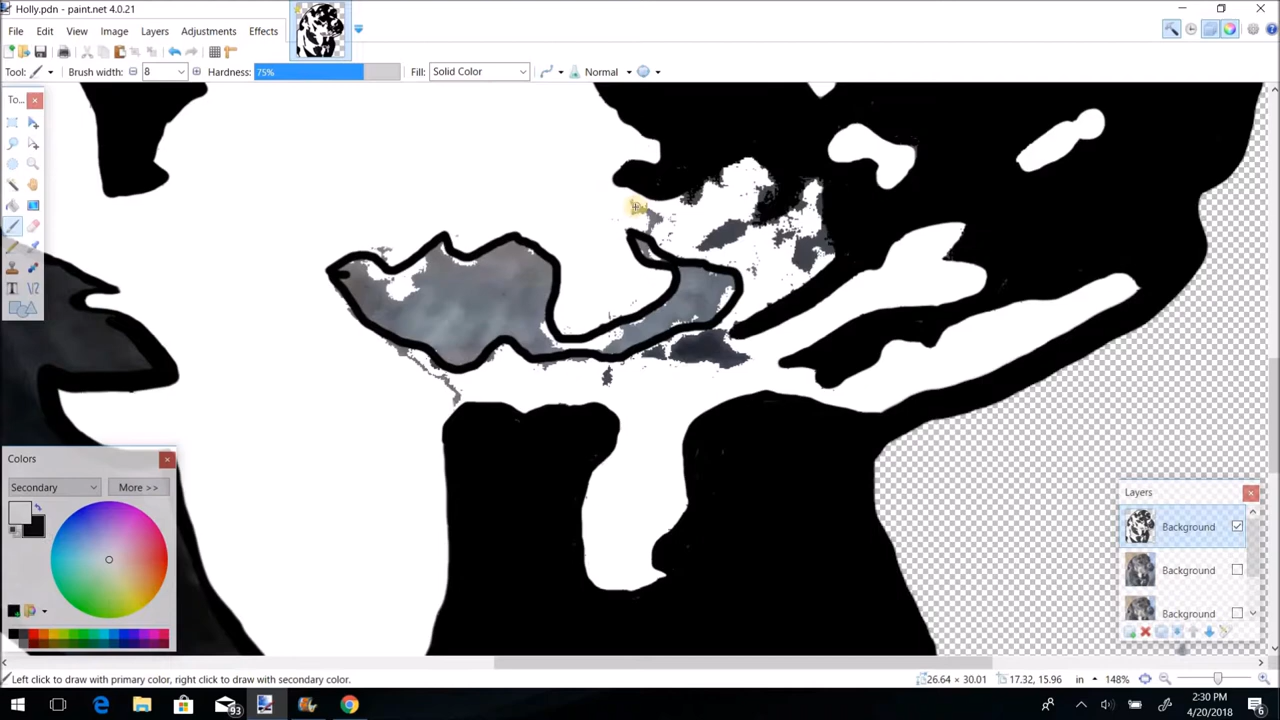 Holly.pdn - paint.net 4.0.21
File Edit View Image Layers Adjustments Effects
Tool: Brush width: 8 Hardness: 75% Fill: Solid Color Normal
To...
Colors
Secondary More >>
Layers
Background
Background
Background
Left click to draw with primary color, right click to draw with secondary color. 26.64 × 30.01 17.32, 15.96 in 148%
93 2:30 PM
4/20/2018 6